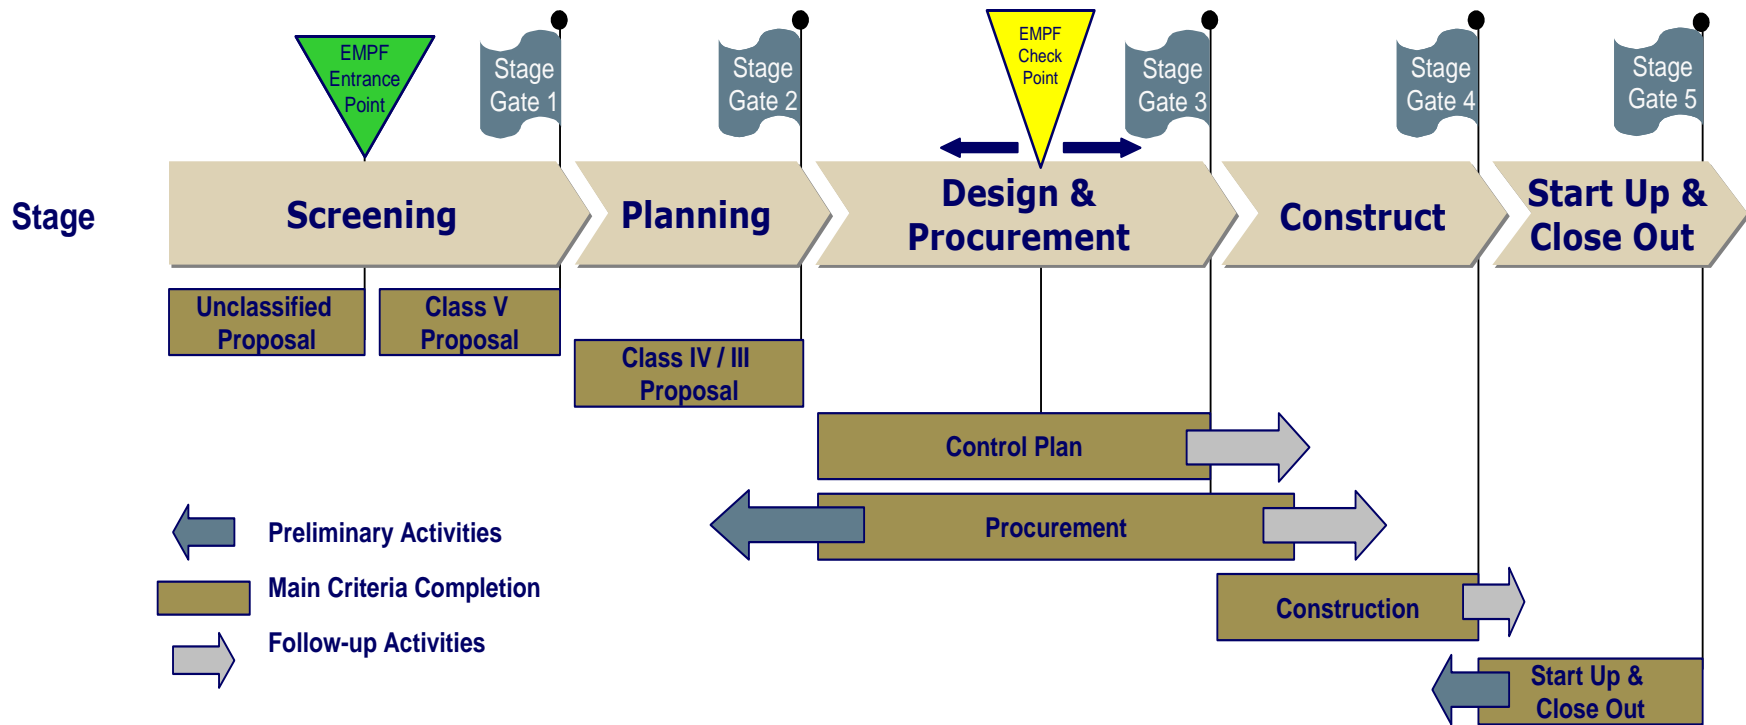 EMPF
Entrance
Point
Stage
Gate 1
Stage
Gate 2
EMPF
Check
Point
Stage
Gate 3
Stage
Gate 4
Stage
Gate 5
Stage
Screening
Planning
Design &
Procurement
Construct
Start Up &
Close Out
Unclassified
Proposal
Class V
Proposal
Class IV / III
Proposal
Control Plan
Procurement
Preliminary Activities
Main Criteria Completion
Construction
Follow-up Activities
Start Up &
Close Out